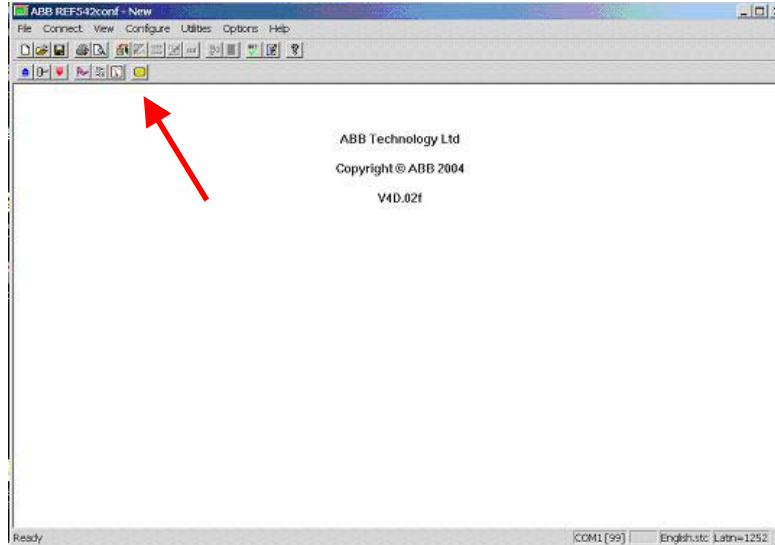 ABB REF542conf - New
File Connect View Configure Utilities Options Help
ABB Technology Ltd
Copyright © ABB 2004
V4D.02f
Ready COM1 [99] English.stc Latin=1252